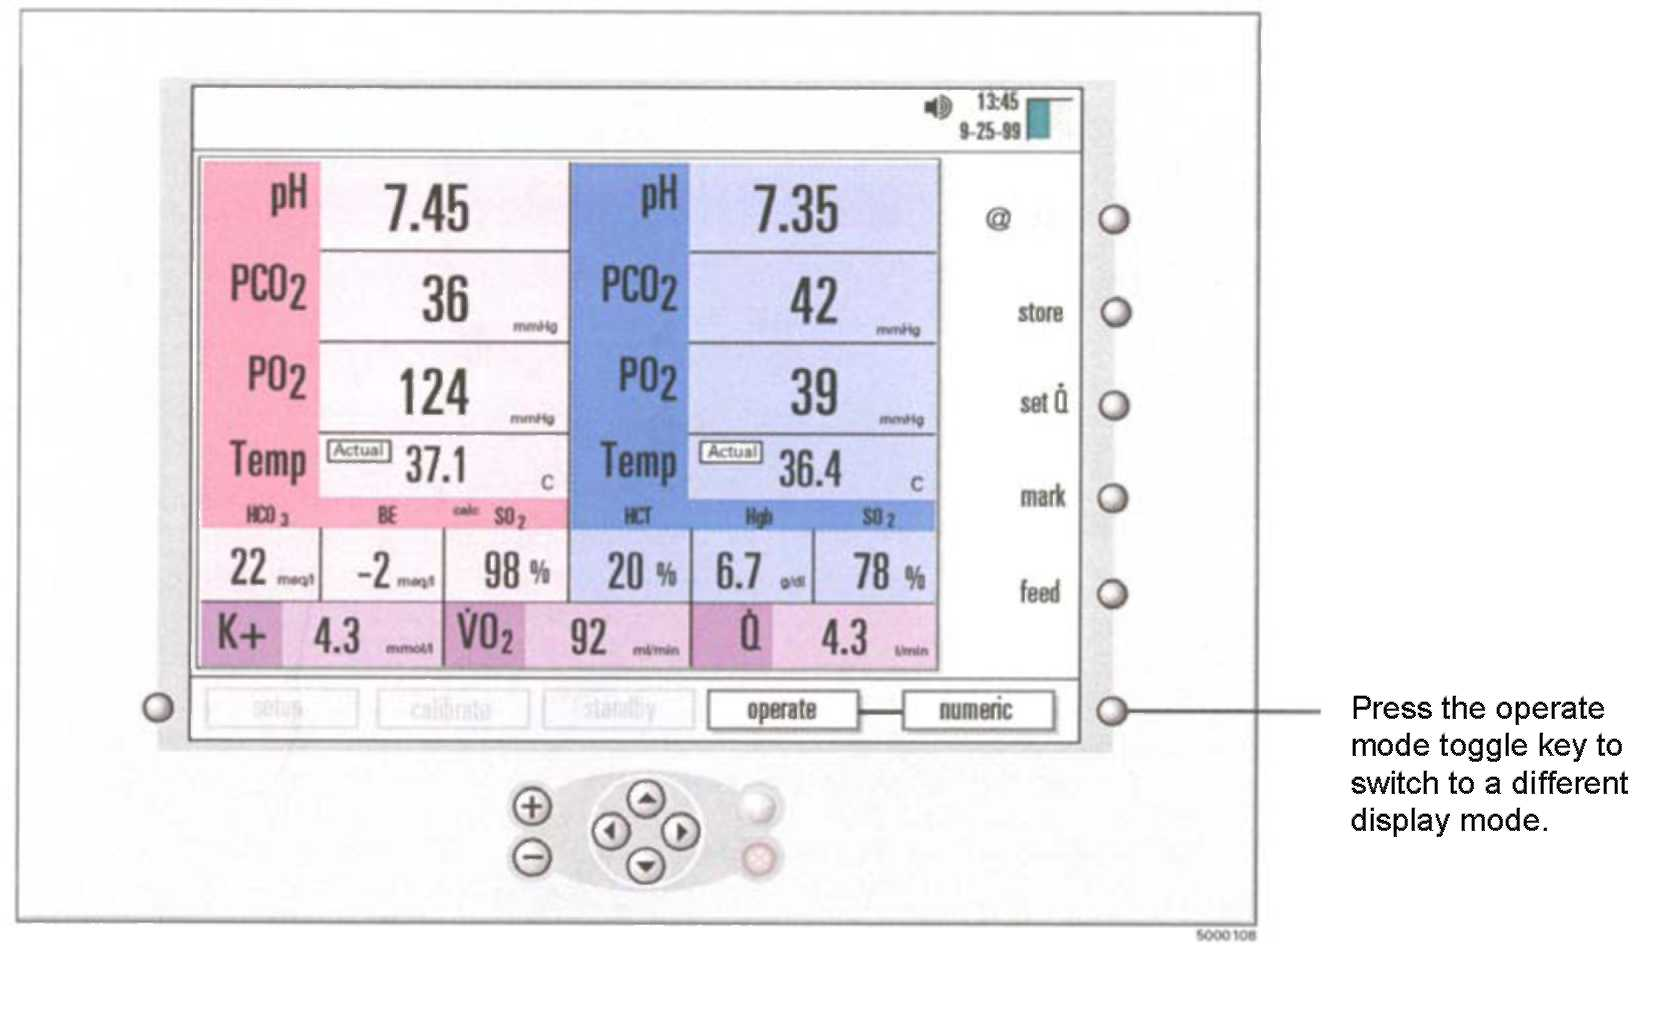 13:45
9-25-99
pH 7.45 pH 7.35
@
PCO2 36 mmHg PCO2 42 mmHg
store
PO2 124 mmHg PO2 39 mmHg
set Q̇
Temp Actual 37.1 C Temp Actual 36.4 C
mark
HCO3 BE calc SO2 HCT Hgb SO2
22 meq/l -2 meq/l 98 % 20 % 6.7 g/dl 78 %
feed
K+ 4.3 mmol/l V̇O2 92 ml/min Q̇ 4.3 l/min
setup calibrate standby operate numeric
Press the operate
mode toggle key to
switch to a different
display mode.
5000108